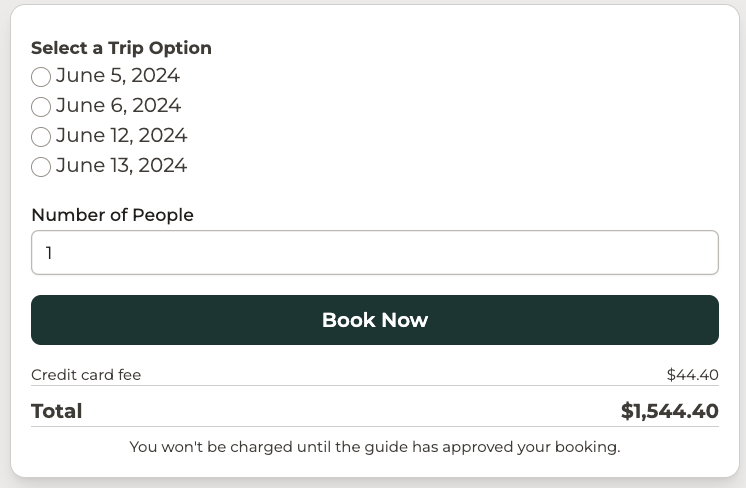 Select a Trip Option
June 5, 2024
June 6, 2024
June 12, 2024
June 13, 2024
Number of People
1
Book Now
Credit card fee $44.40
Total $1,544.40
You won't be charged until the guide has approved your booking.